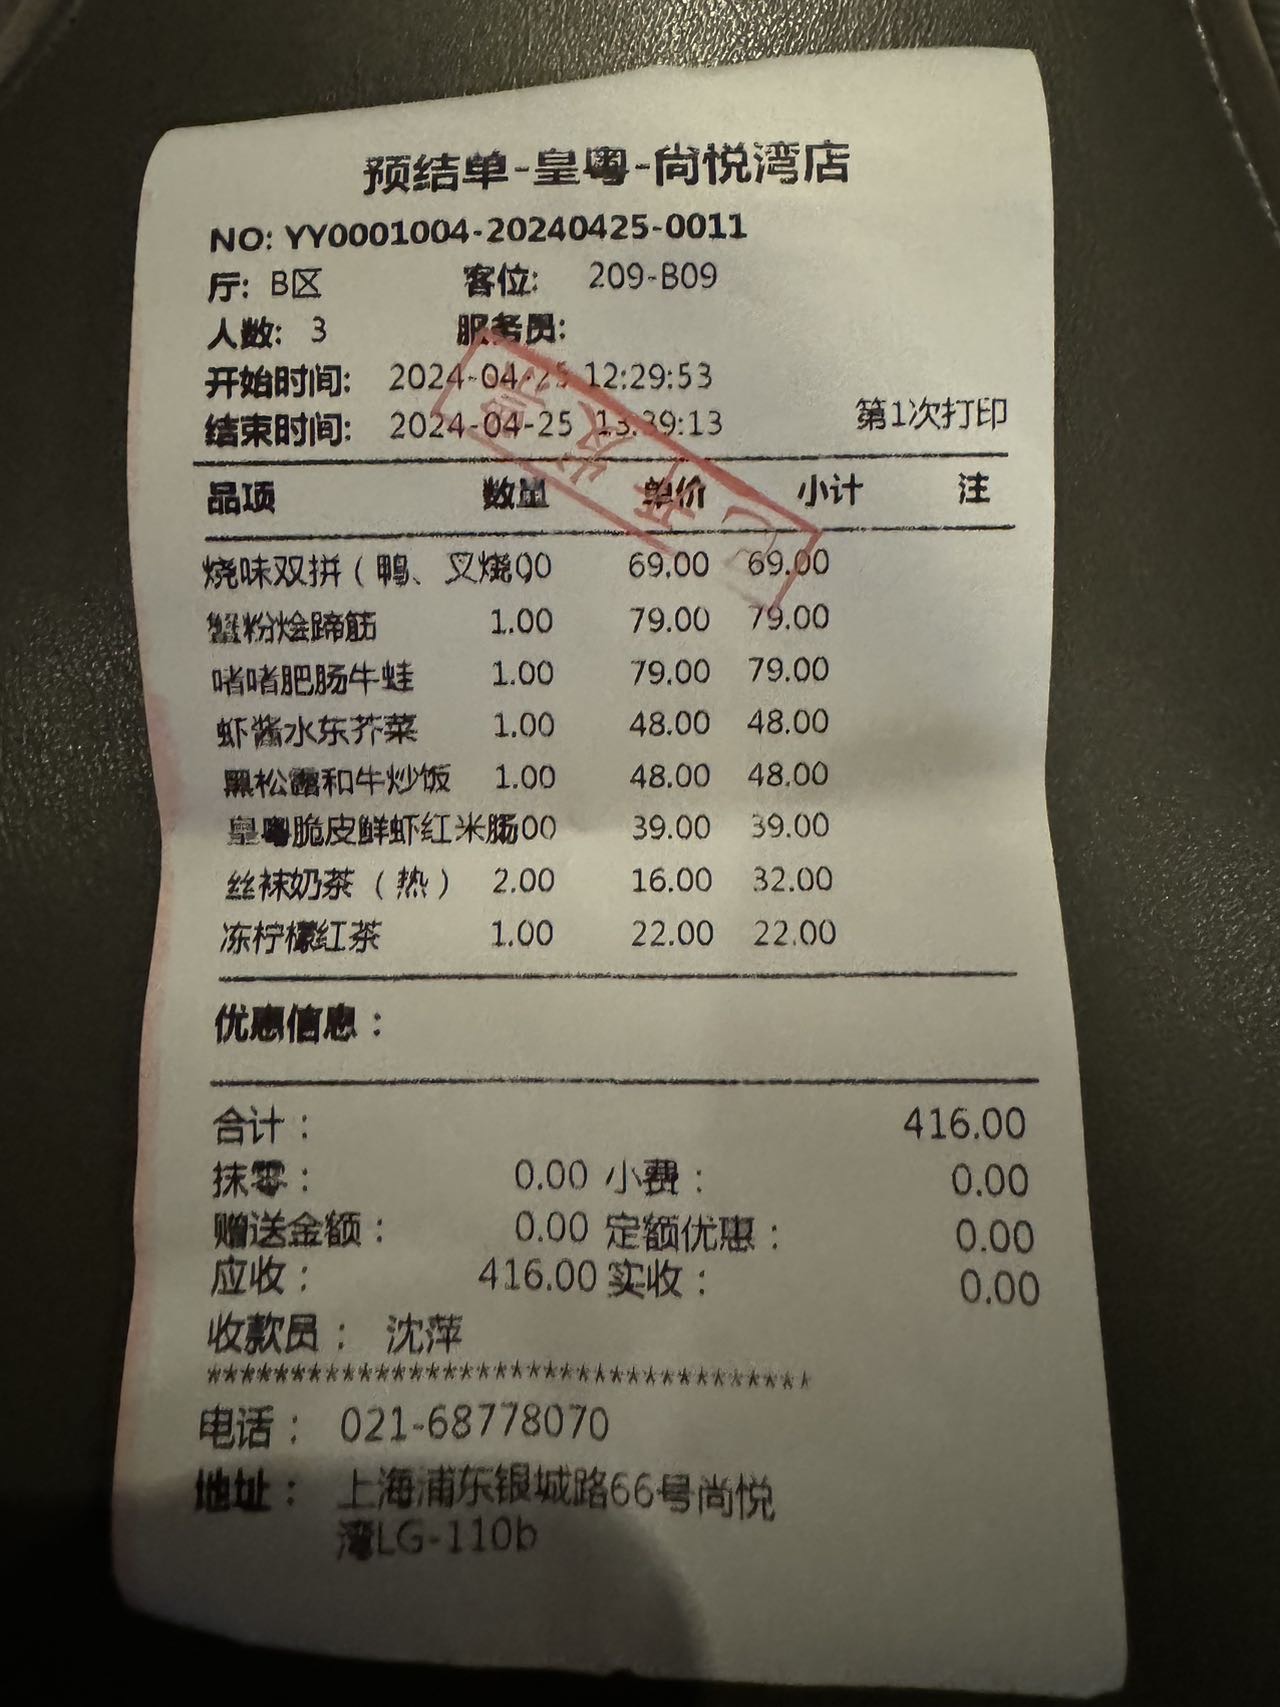 预结单-皇粤-尚悦湾店
NO: YY0001004-20240425-0011
厅: B区 客位: 209-B09
人数: 3 服务员:
开始时间: 2024-04-25 12:29:53
结束时间: 2024-04-25 13:39:13 第1次打印
品项 数量 单价 小计 注
烧味双拼（鸭、叉烧00 69.00 69.00
蟹粉烩蹄筋 1.00 79.00 79.00
啫啫肥肠牛蛙 1.00 79.00 79.00
虾酱水东芥菜 1.00 48.00 48.00
黑松露和牛炒饭 1.00 48.00 48.00
皇粤脆皮鲜虾红米肠00 39.00 39.00
丝袜奶茶（热） 2.00 16.00 32.00
冻柠檬红茶 1.00 22.00 22.00
优惠信息：
合计： 416.00
抹零： 0.00 小费： 0.00
赠送金额： 0.00 定额优惠： 0.00
应收： 416.00 实收： 0.00
收款员： 沈萍
************************************
电话： 021-68778070
地址： 上海浦东银城路66号尚悦
湾LG-110b